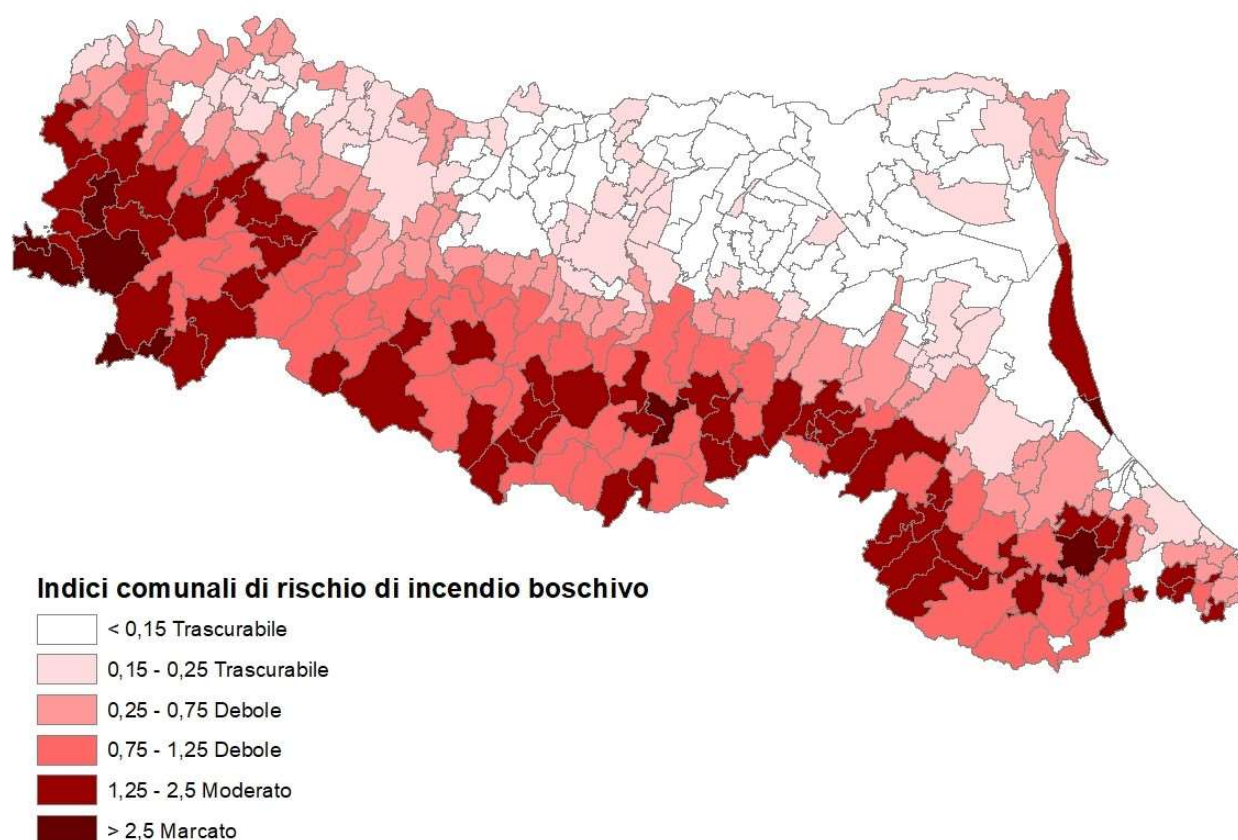 Indici comunali di rischio di incendio boschivo
< 0,15 Trascurabile
0,15 - 0,25 Trascurabile
0,25 - 0,75 Debole
0,75 - 1,25 Debole
1,25 - 2,5 Moderato
> 2,5 Marcato